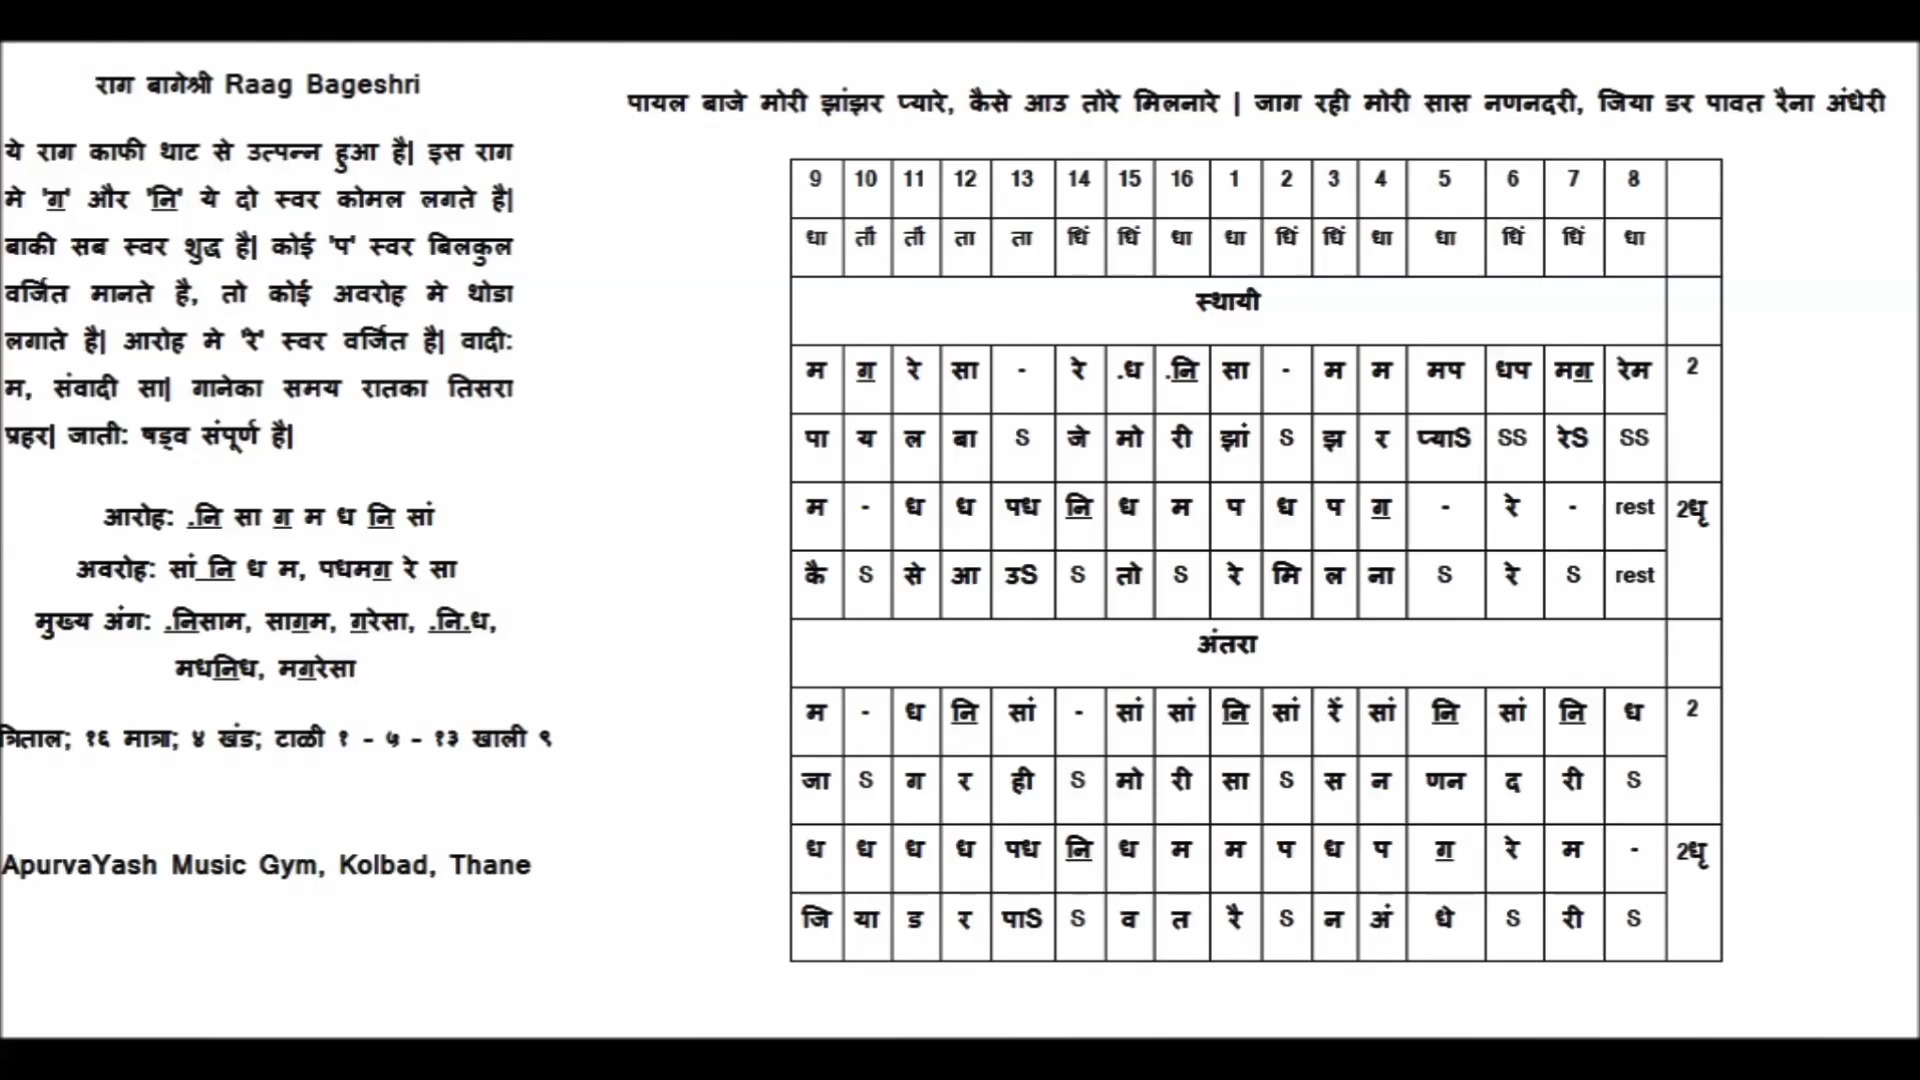 राग बागेश्री Raag Bageshri
ये राग काफी थाट से उत्पन्न हुआ है| इस राग
मे 'ग॒' और 'नि॒' ये दो स्वर कोमल लगते है|
बाकी सब स्वर शुद्ध है| कोई 'प' स्वर बिलकुल
वर्जित मानते है, तो कोई अवरोह मे थोडा
लगाते है| आरोह मे 'रे' स्वर वर्जित है| वादी:
म, संवादी सा| गानेका समय रातका तिसरा
प्रहर| जाती: षड्व संपूर्ण है|
आरोह: .नि॒ सा ग॒ म ध नि॒ सां
अवरोह: सां नि॒ ध म, पधमग॒ रे सा
मुख्य अंग: .नि॒साम, साग॒म, ग॒रेसा, .नि॒.ध,
मधनि॒ध, मग॒रेसा
त्रिताल; १६ मात्रा; ४ खंड; टाळी १ - ५ - १३ खाली ९
ApurvaYash Music Gym, Kolbad, Thane
पायल बाजे मोरी झांझर प्यारे, कैसे आउ तोरे मिलनारे | जाग रही मोरी सास नणनदरी, जिया डर पावत रैना अंधेरी
9 10 11 12 13 14 15 16 1 2 3 4 5 6 7 8
धा तीं तीं ता ता धिं धिं धा धा धिं धिं धा धा धिं धिं धा
स्थायी
म ग॒ रे सा - रे .ध .नि॒ सा - म म मप धप मग॒ रेम 2
पा य ल बा S जे मो री झां S झ र प्याS SS रेS SS
म - ध ध पध नि॒ ध म प ध प ग॒ - रे - rest 2धृ
कै S से आ उS S तो S रे मि ल ना S रे S rest
अंतरा
म - ध नि॒ सां - सां सां नि॒ सां रें सां नि॒ सां नि॒ ध 2
जा S ग र ही S मो री सा S स न णन द री S
ध ध ध ध पध नि॒ ध म म प ध प ग॒ रे म - 2धृ
जि या ड र पाS S व त रै S न अं धे S री S